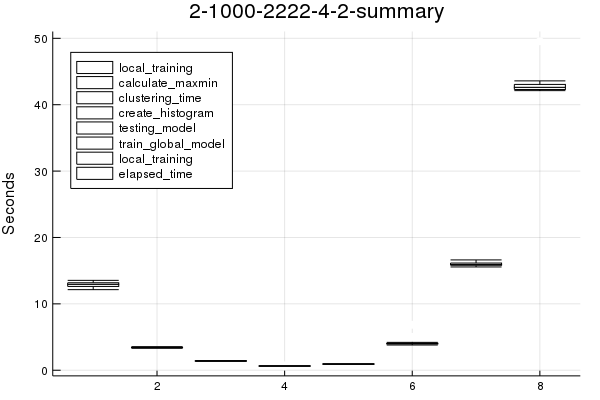 2-1000-2222-4-2-summary
50
40
30
20
10
0
Seconds
local_training
calculate_maxmin
clustering_time
create_histogram
testing_model
train_global_model
local_training
elapsed_time
2 4 6 8